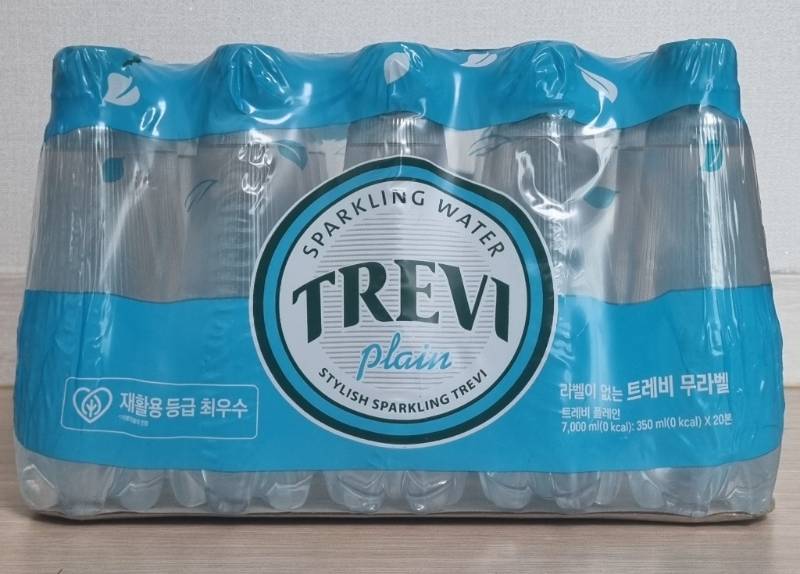 SPARKLING WATER
TREVI
plain
STYLISH SPARKLING TREVI
재활용 등급 최우수
라벨이 없는 트레비 무라벨
트레비 플레인
7,000 ml(0 kcal): 350 ml(0 kcal) X 20본